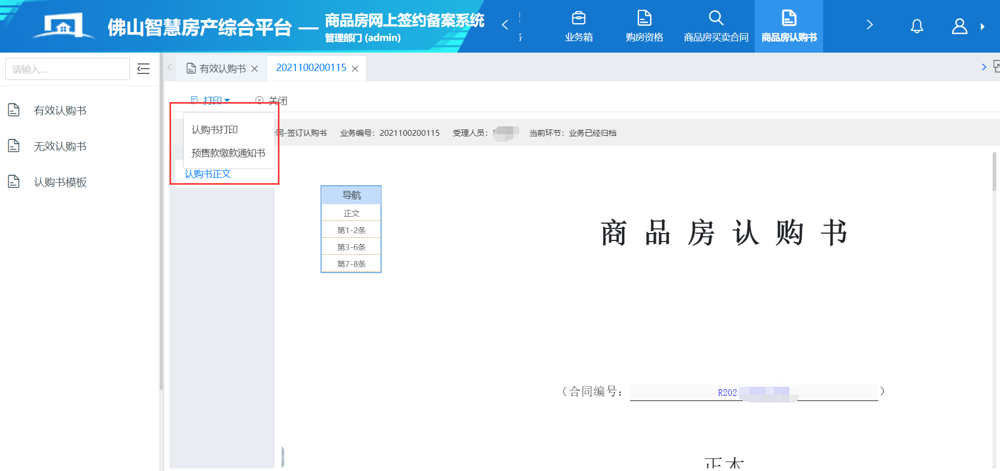 佛山智慧房产综合平台 — 商品房网上签约备案系统
管理部门 (admin)
业务箱
购房资格
商品房买卖合同
商品房认购书
请输入...
有效认购书
2021100200115
打印
关闭
有效认购书
无效认购书
认购书模板
认购书打印
预售款缴款通知书
同-签订认购书 业务编号：2021100200115 受理人员： 当前环节：业务已经归档
认购书正文
导航
正文
第1-2条
第3-6条
第7-8条
商品房认购书
（合同编号： R202 ）
正本